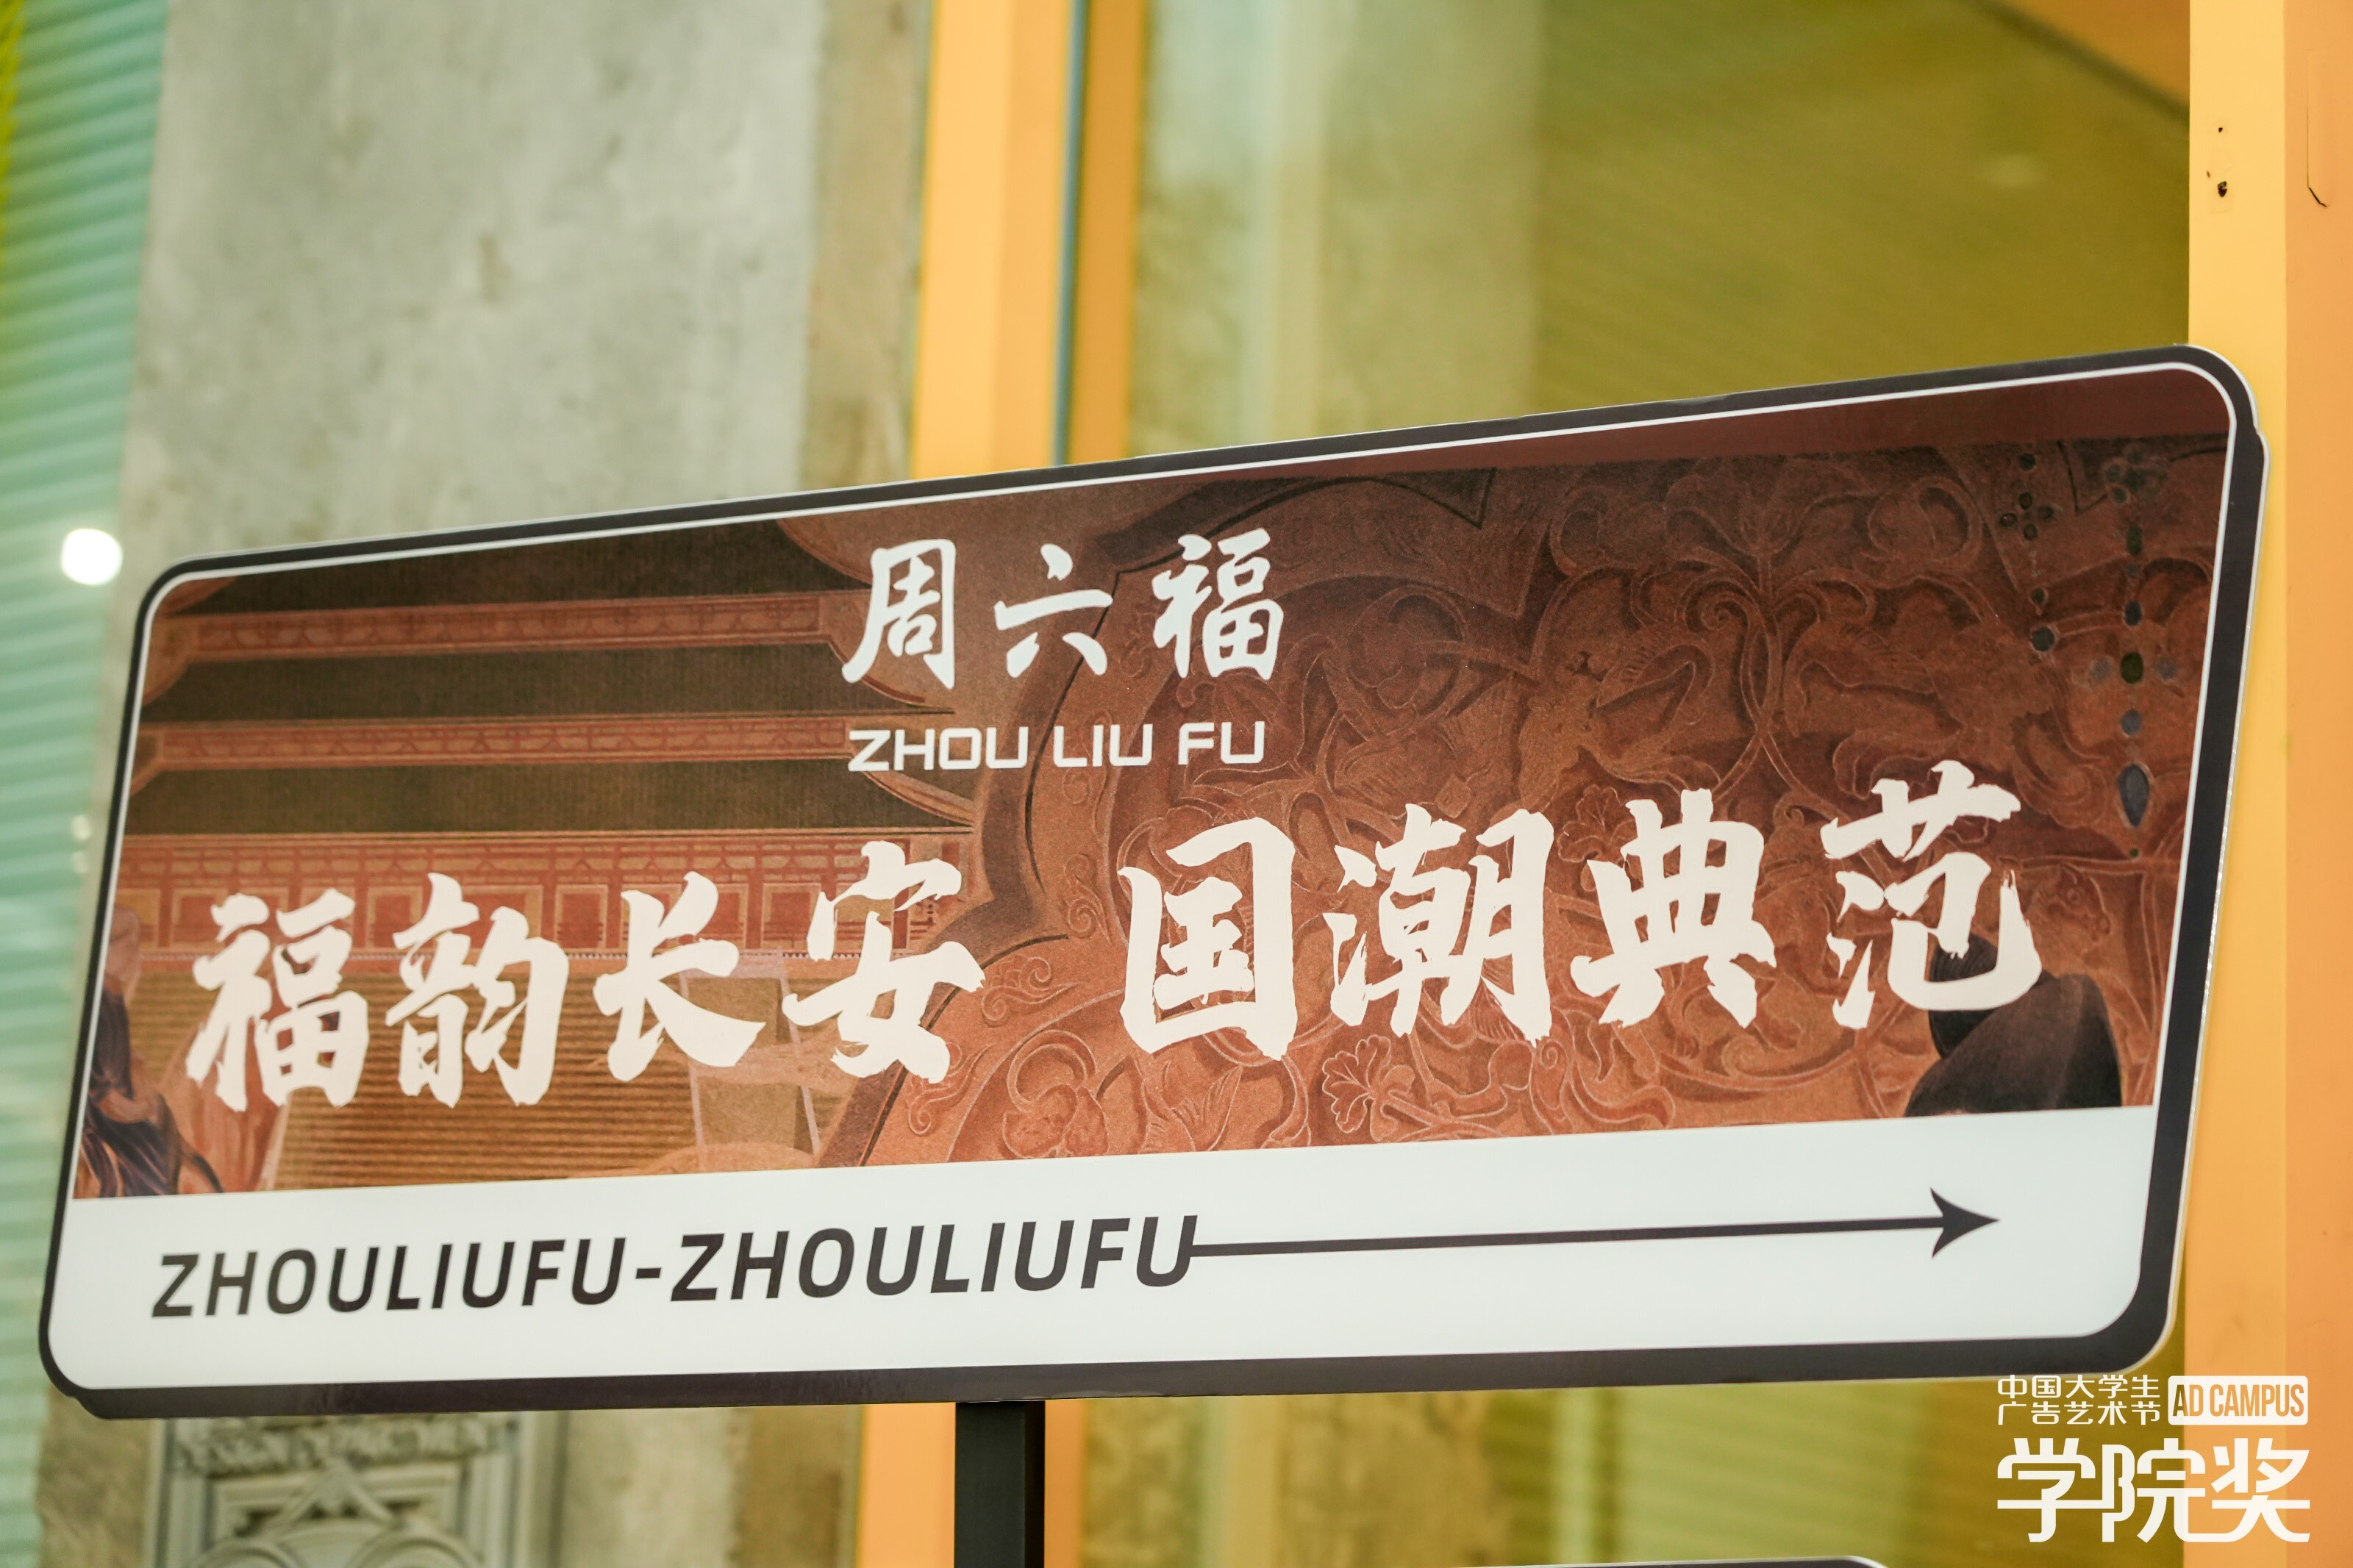 周六福
ZHOU LIU FU
福韵长安 国潮典范
ZHOULIUFU-ZHOULIUFU
中国大学生
广告艺术节
AD CAMPUS
学院奖